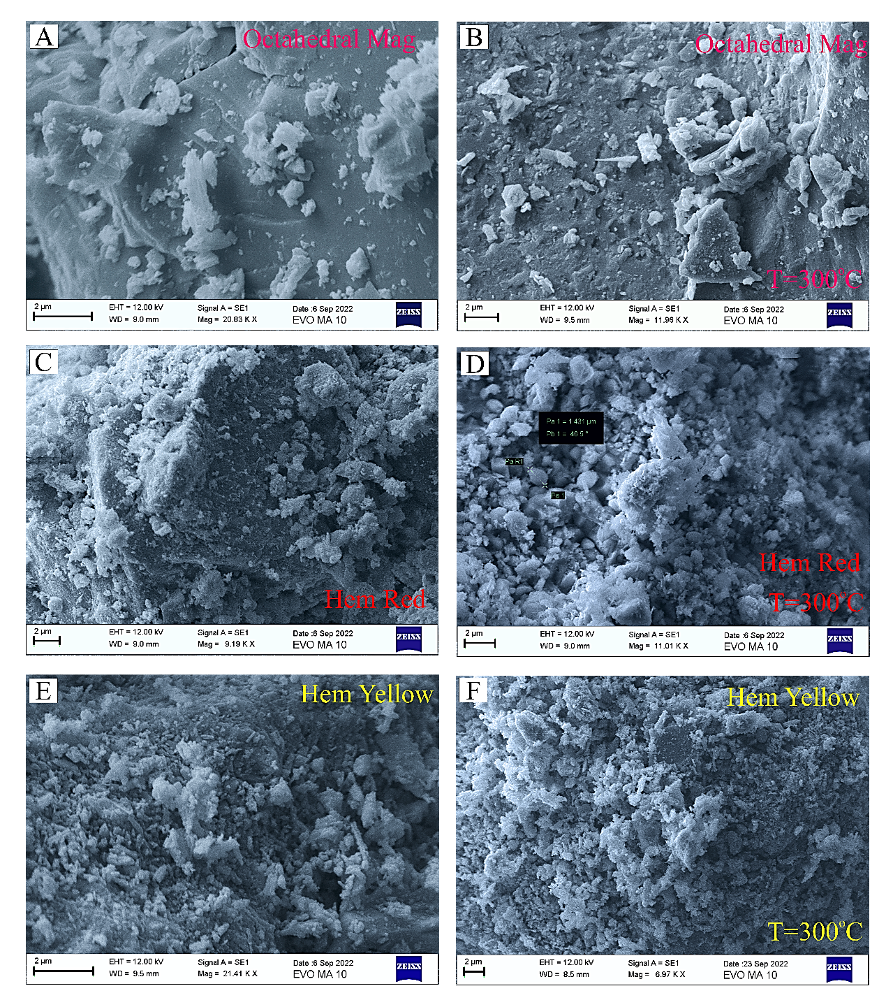 A
Octahedral Mag
2 µm
EHT = 12.00 kV
Signal A = SE1
Date :6 Sep 2022
WD = 9.0 mm
Mag = 20.83 K X
EVO MA 10
ZEISS
B
Octahedral Mag
T=300°C
2 µm
EHT = 12.00 kV
Signal A = SE1
Date :6 Sep 2022
WD = 9.5 mm
Mag = 11.96 K X
EVO MA 10
ZEISS
C
Hem Red
2 µm
EHT = 12.00 kV
Signal A = SE1
Date :6 Sep 2022
WD = 9.0 mm
Mag = 9.19 K X
EVO MA 10
ZEISS
D
Pa 1 = 1.431 µm
Pb 1 = 46.5 °
Pa R1
Pa 1
Hem Red
T=300°C
2 µm
EHT = 12.00 kV
Signal A = SE1
Date :6 Sep 2022
WD = 9.0 mm
Mag = 11.01 K X
EVO MA 10
ZEISS
E
Hem Yellow
2 µm
EHT = 12.00 kV
Signal A = SE1
Date :6 Sep 2022
WD = 9.5 mm
Mag = 21.41 K X
EVO MA 10
ZEISS
F
Hem Yellow
T=300°C
2 µm
EHT = 12.00 kV
Signal A = SE1
Date :23 Sep 2022
WD = 8.5 mm
Mag = 6.97 K X
EVO MA 10
ZEISS